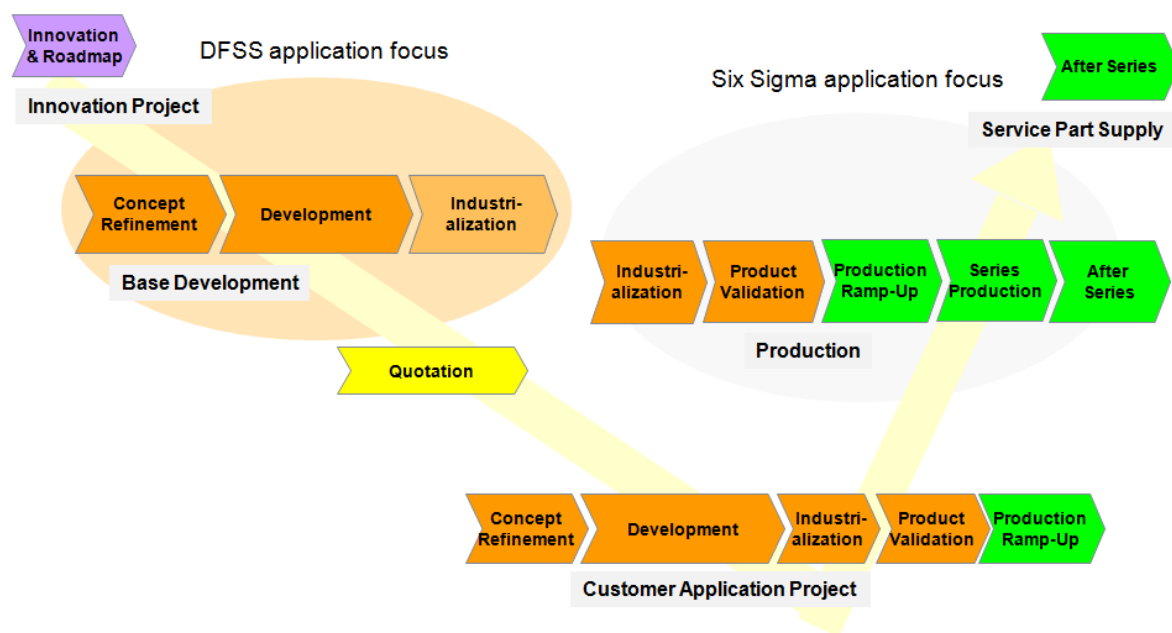 Innovation
& Roadmap
DFSS application focus
Innovation Project
Six Sigma application focus
After Series
Service Part Supply
Concept
Refinement
Development
Industri-
alization
Base Development
Industri-
alization
Product
Validation
Production
Ramp-Up
Series
Production
After
Series
Production
Quotation
Concept
Refinement
Development
Industri-
alization
Product
Validation
Production
Ramp-Up
Customer Application Project